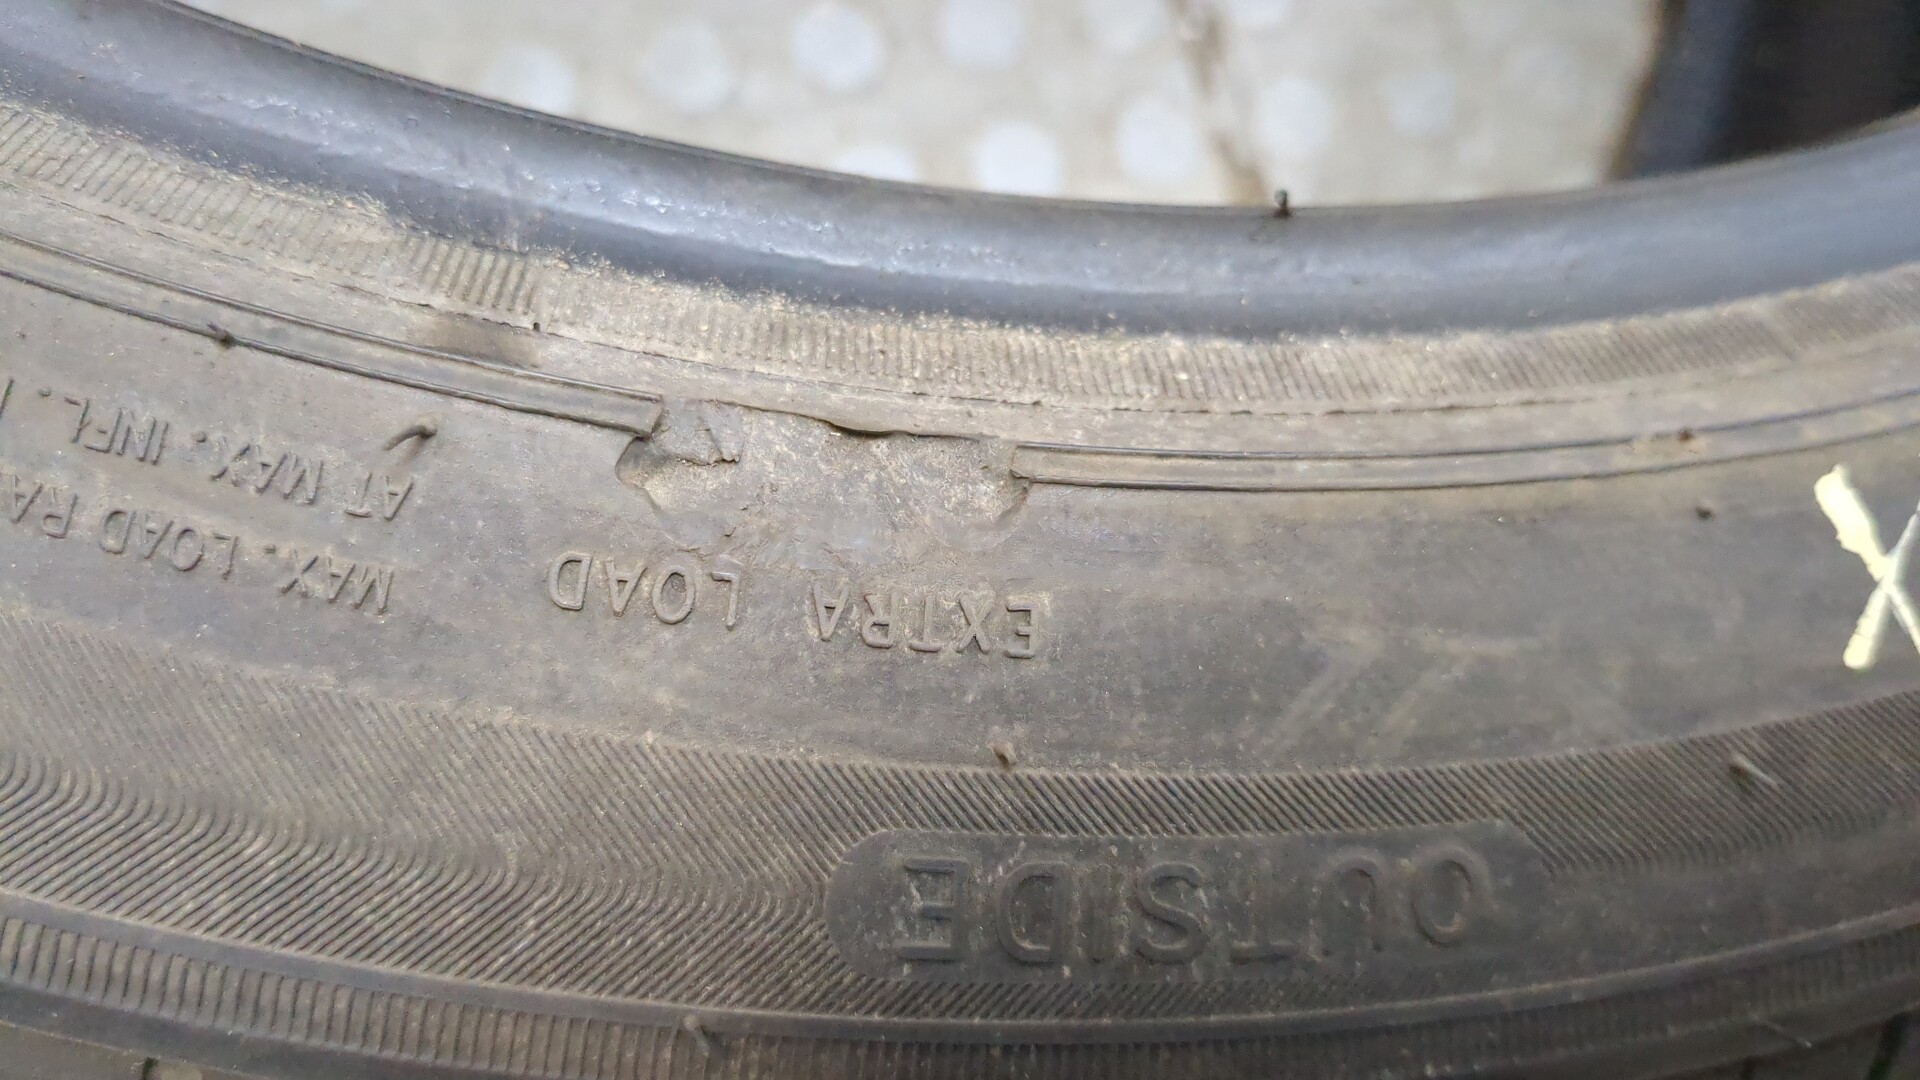 OUTSIDE
EXTRA LOAD
MAX. LOAD
AT MAX. INFL.
X